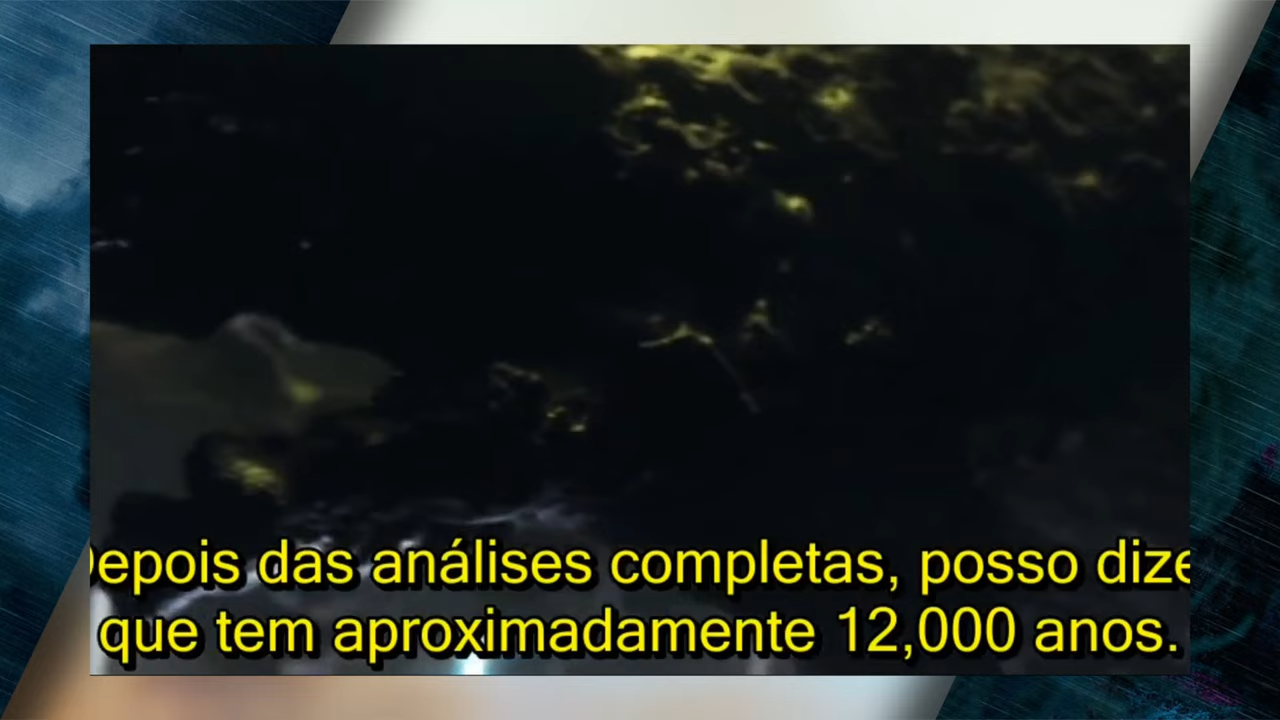 Depois das análises completas, posso dize
que tem aproximadamente 12,000 anos.